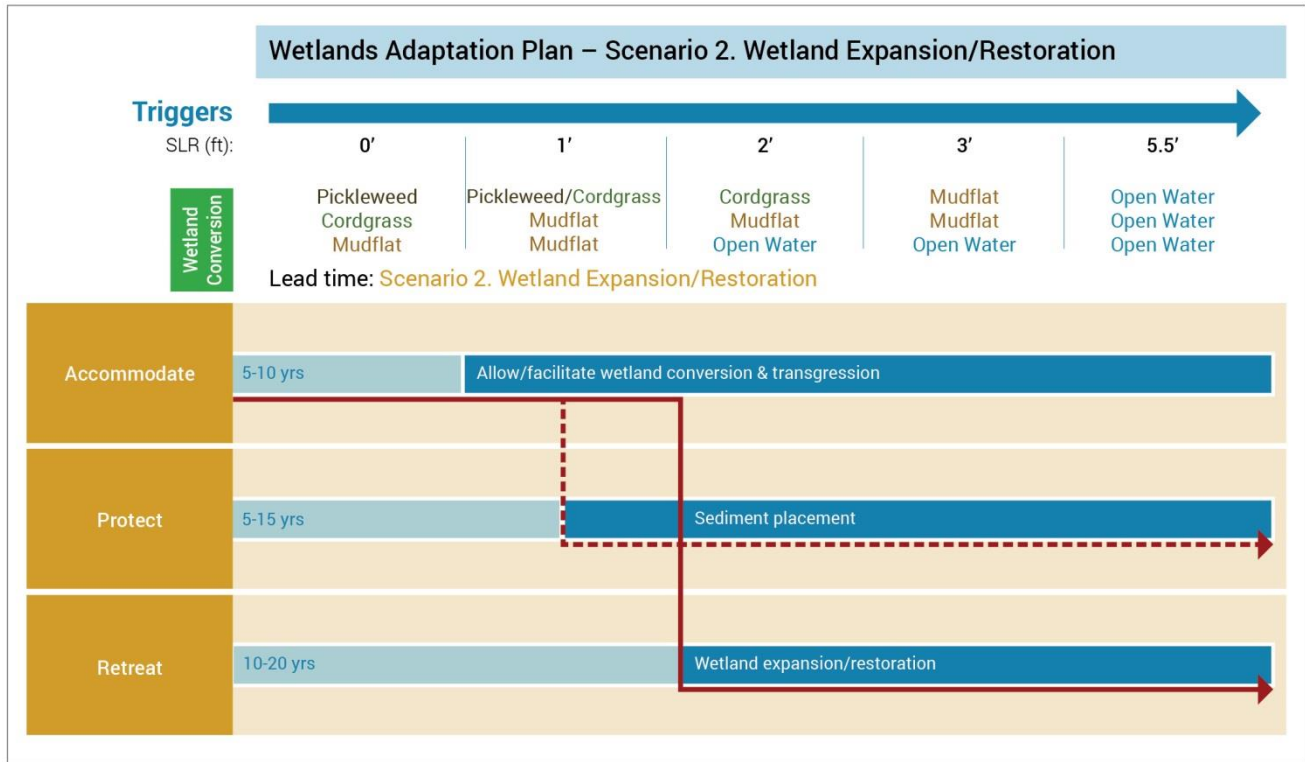 Wetlands Adaptation Plan – Scenario 2. Wetland Expansion/Restoration
Triggers
SLR (ft):
0’
1’
2’
3’
5.5’
Wetland
Conversion
Pickleweed
Cordgrass
Mudflat
Pickleweed/Cordgrass
Mudflat
Mudflat
Cordgrass
Mudflat
Open Water
Mudflat
Mudflat
Open Water
Open Water
Open Water
Open Water
Lead time: Scenario 2. Wetland Expansion/Restoration
Accommodate
5-10 yrs
Allow/facilitate wetland conversion & transgression
Protect
5-15 yrs
Sediment placement
Retreat
10-20 yrs
Wetland expansion/restoration